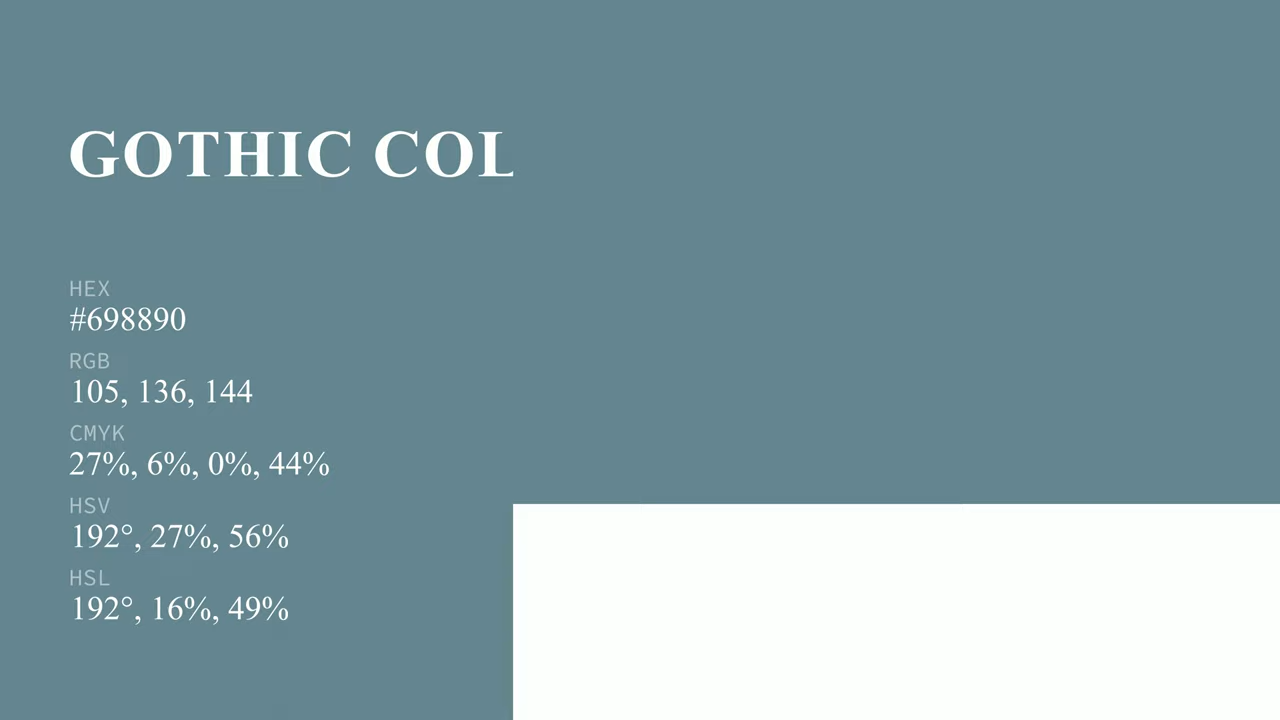 GOTHIC COL
HEX
#698890
RGB
105, 136, 144
CMYK
27%, 6%, 0%, 44%
HSV
192°, 27%, 56%
HSL
192°, 16%, 49%